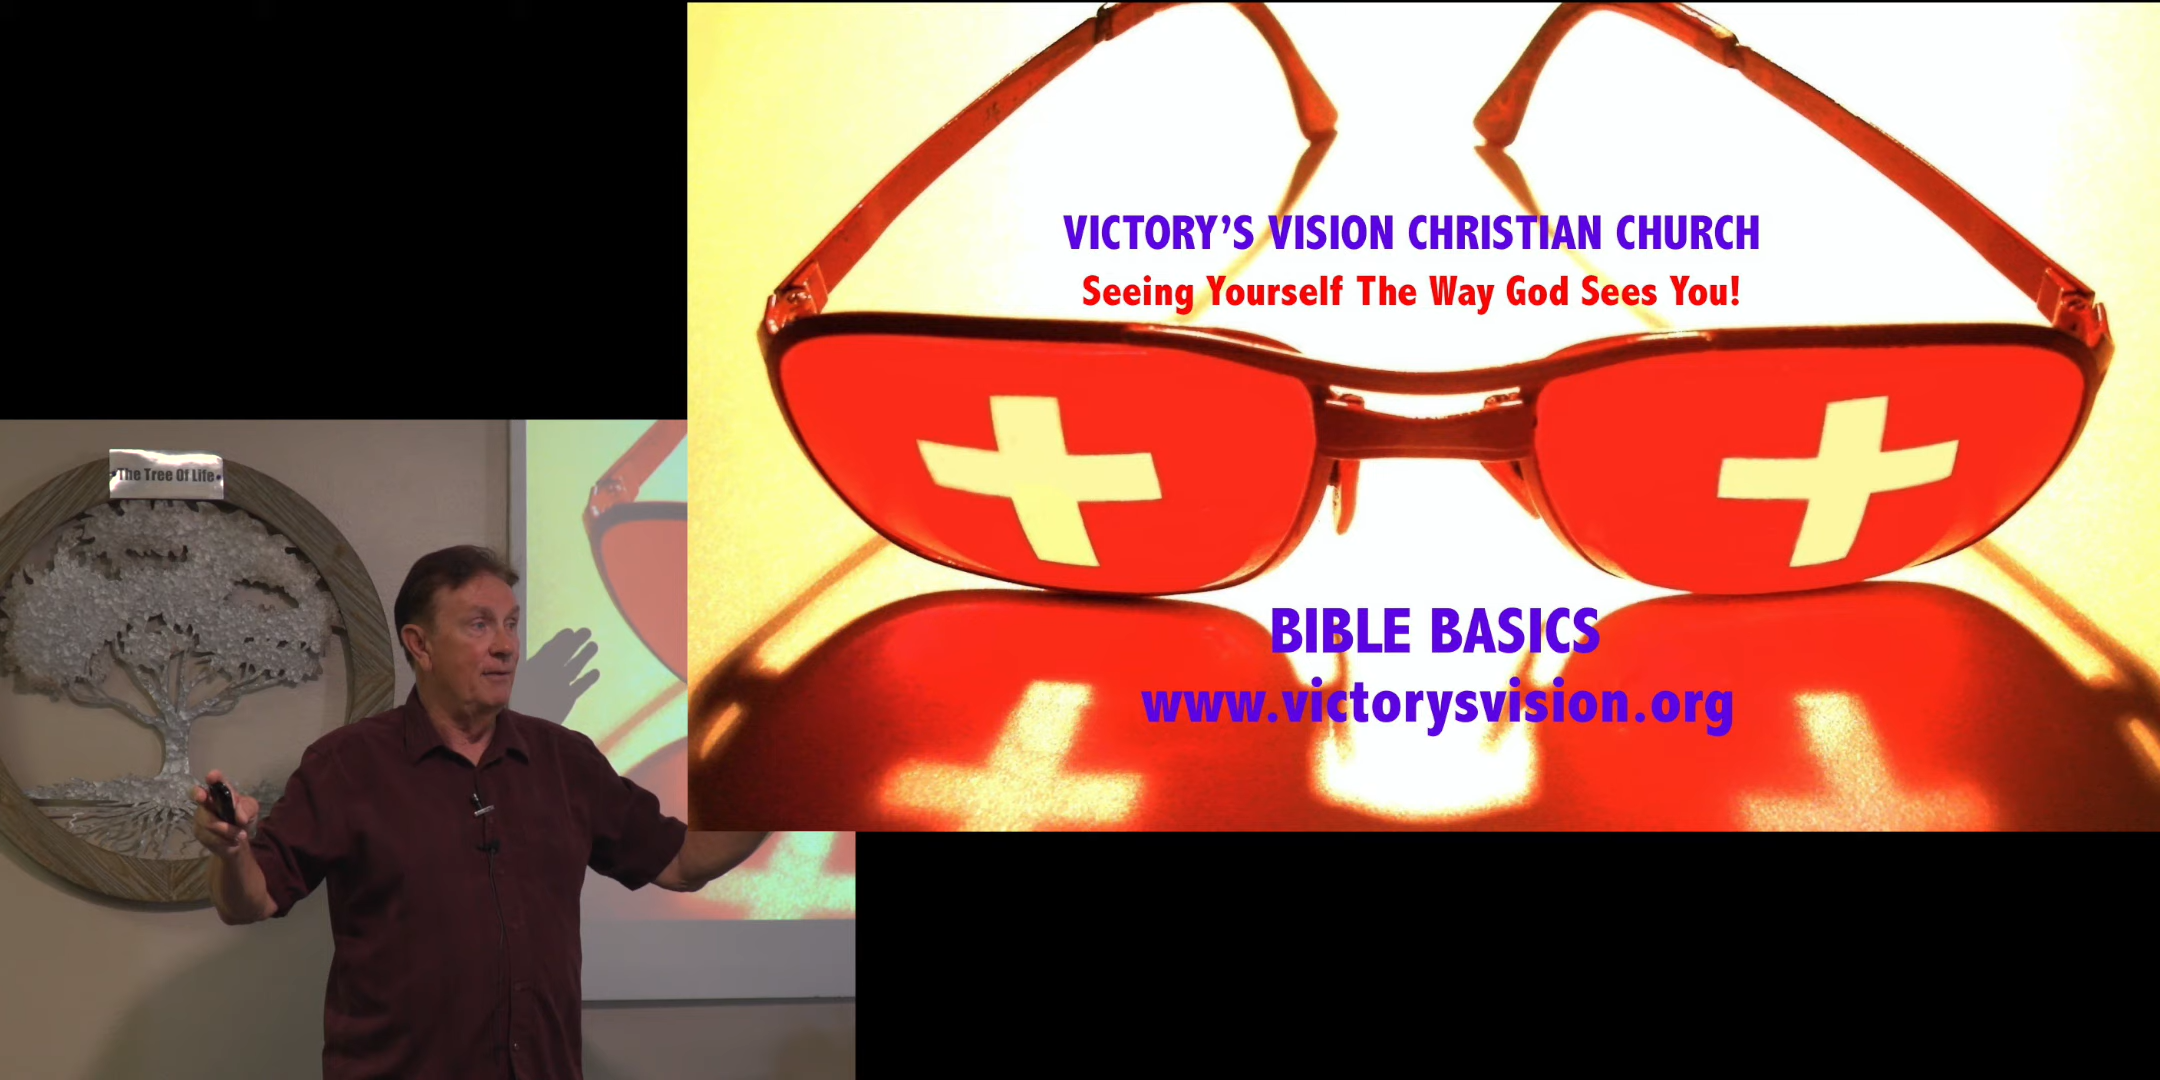 VICTORY’S VISION CHRISTIAN CHURCH
Seeing Yourself The Way God Sees You!
The Tree Of Life
BIBLE BASICS
www.victorysvision.org